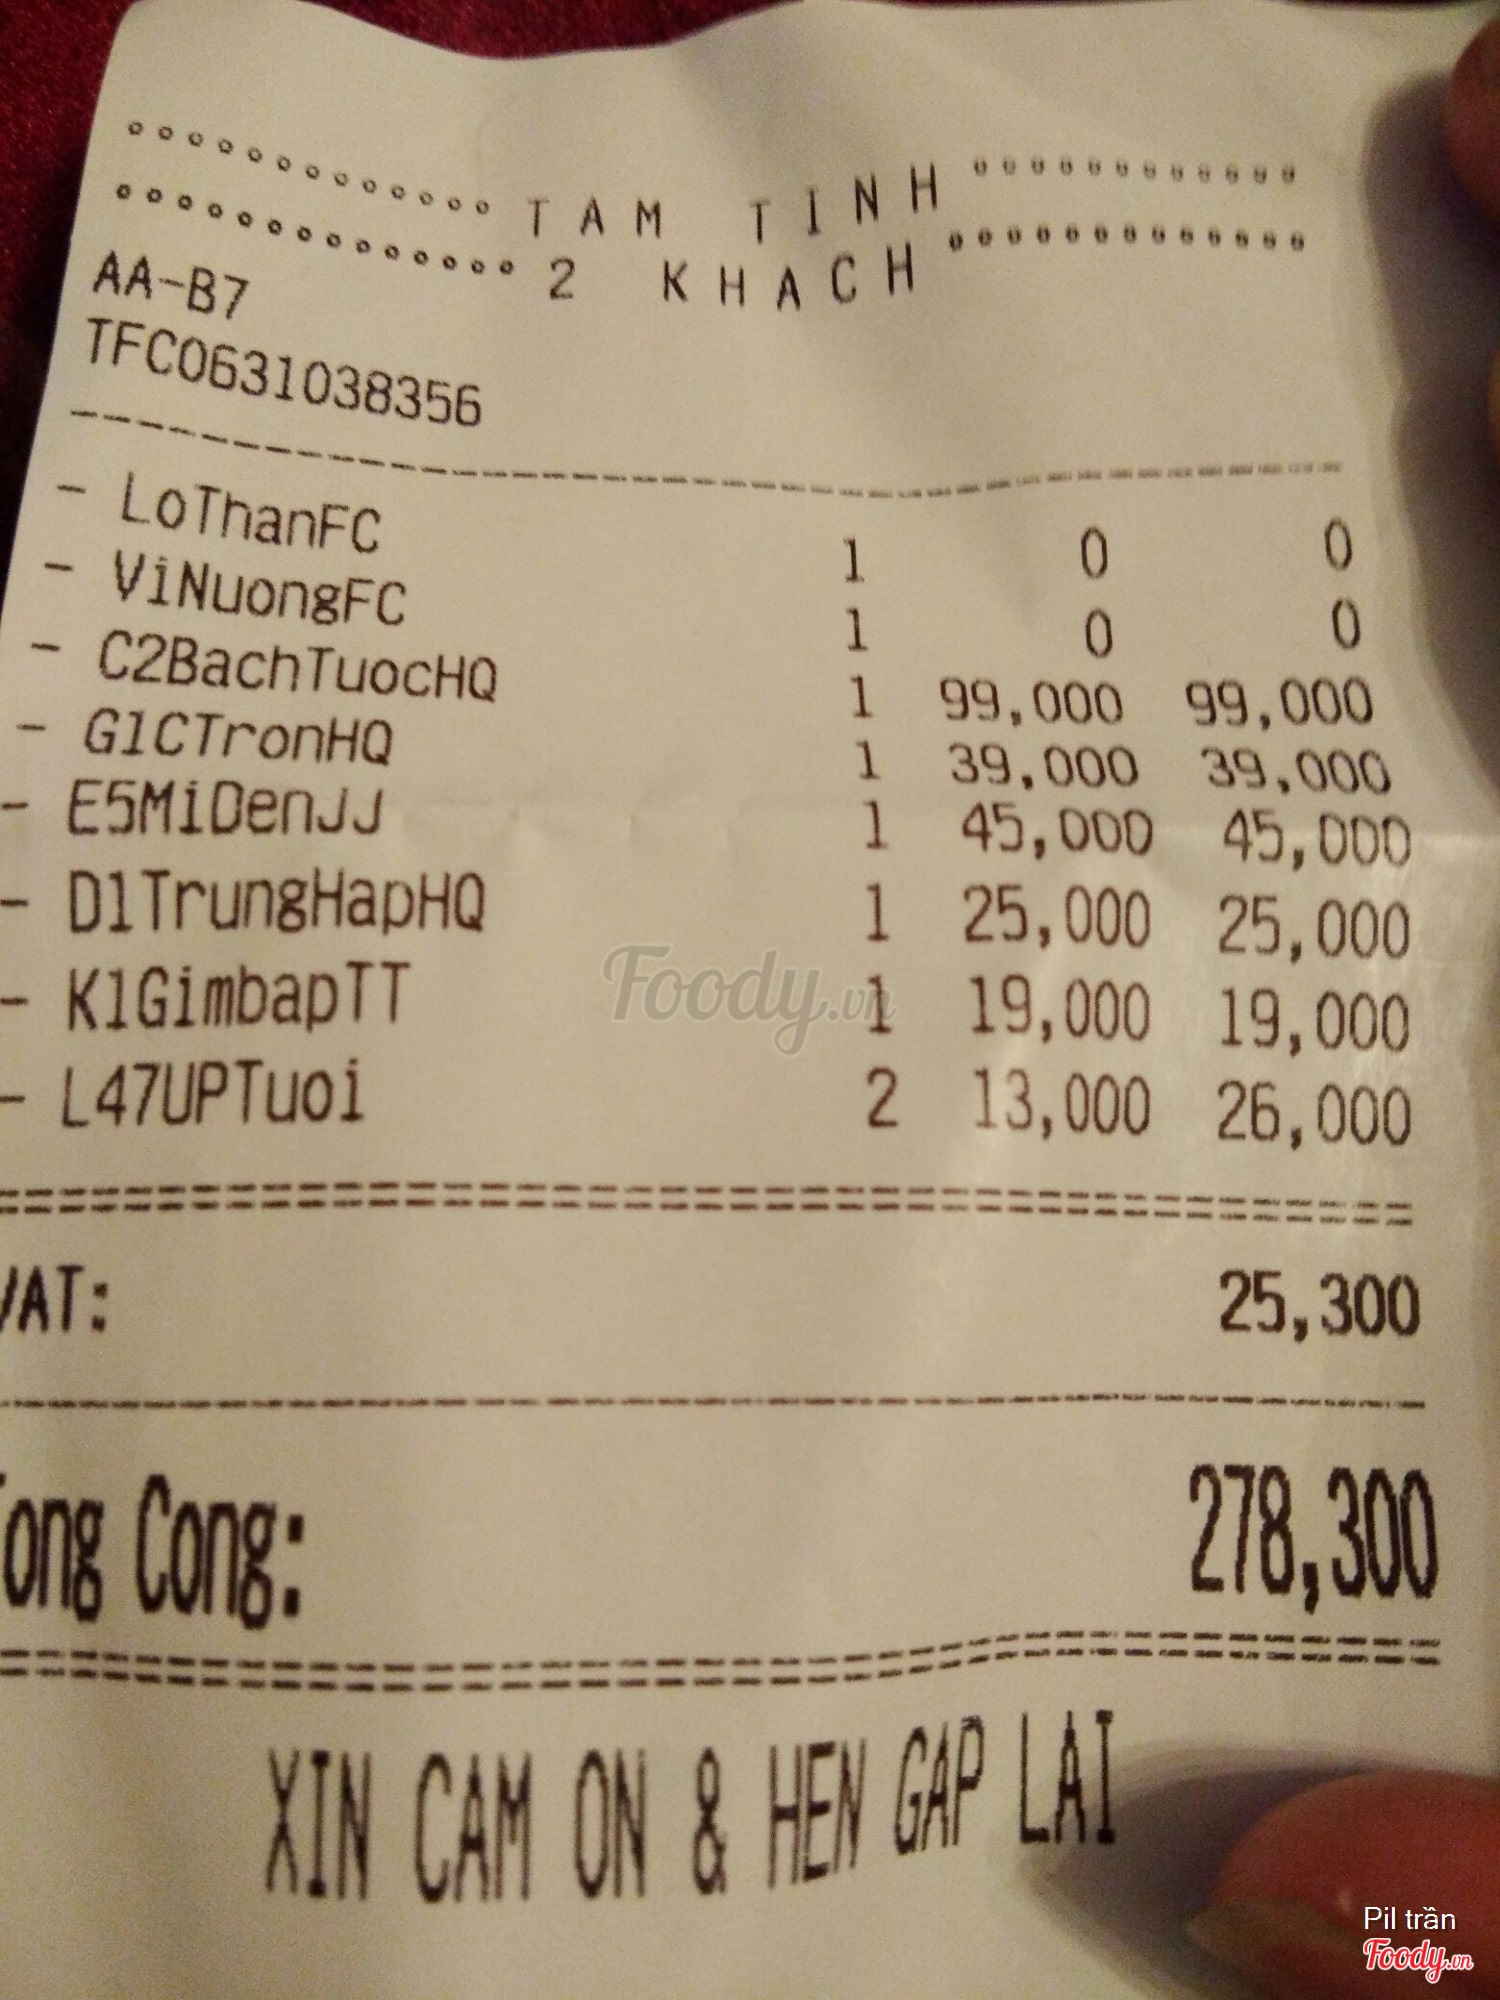 °°°°°°°°°°°°° TAM TINH °°°°°°°°°°°°
°°°°°°°°°°°°°° 2 KHACH °°°°°°°°°°°°°
AA-B7
TFC0631038356
- LoThanFC 1 0 0
- ViNuongFC 1 0 0
- C2BachTuocHQ 1 99,000 99,000
- G1CTronHQ 1 39,000 39,000
- E5MiDenJJ 1 45,000 45,000
- D1TrungHapHQ 1 25,000 25,000
- K1GimbapTT 1 19,000 19,000
- L47UPTuoi 2 13,000 26,000
VAT: 25,300
Tong Cong: 278,300
XIN CAM ON & HEN GAP LAI
Foody.vn
Pil trần
Foody.vn